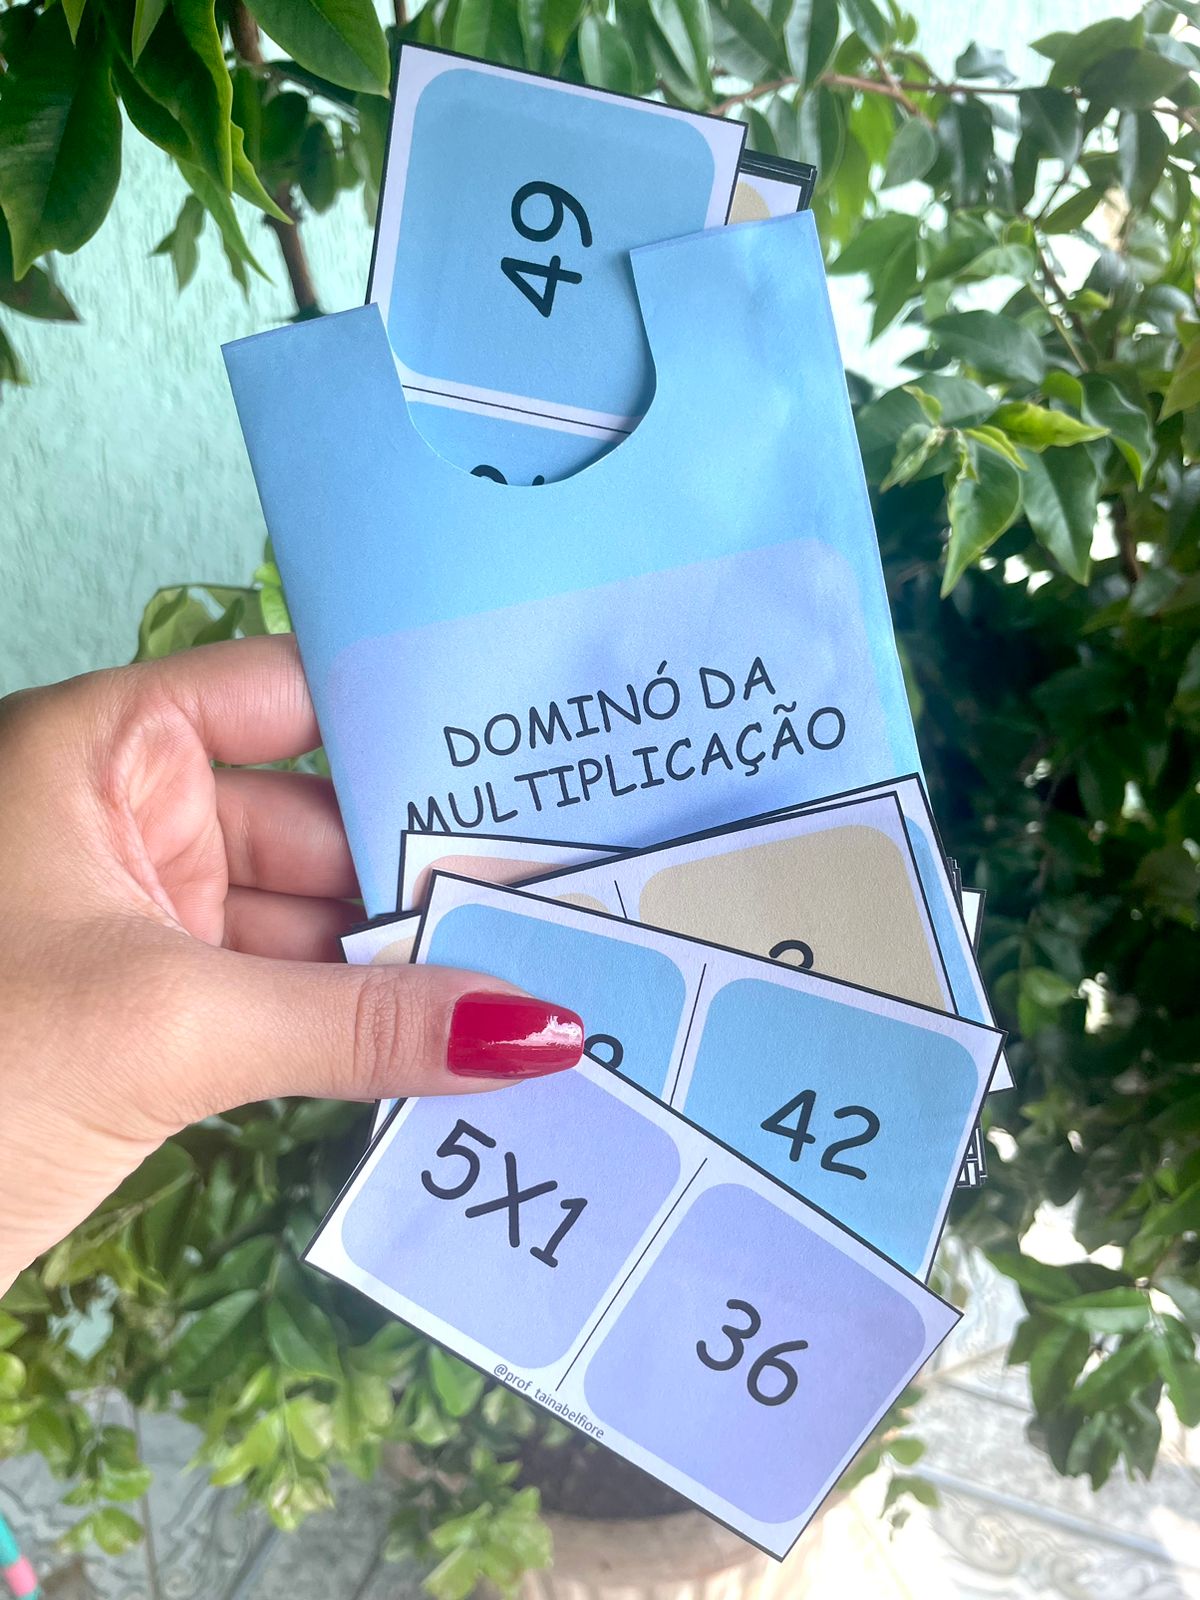 49
DOMINÓ DA
MULTIPLICAÇÃO
42
5X1
36
@prof_tainabelfiore